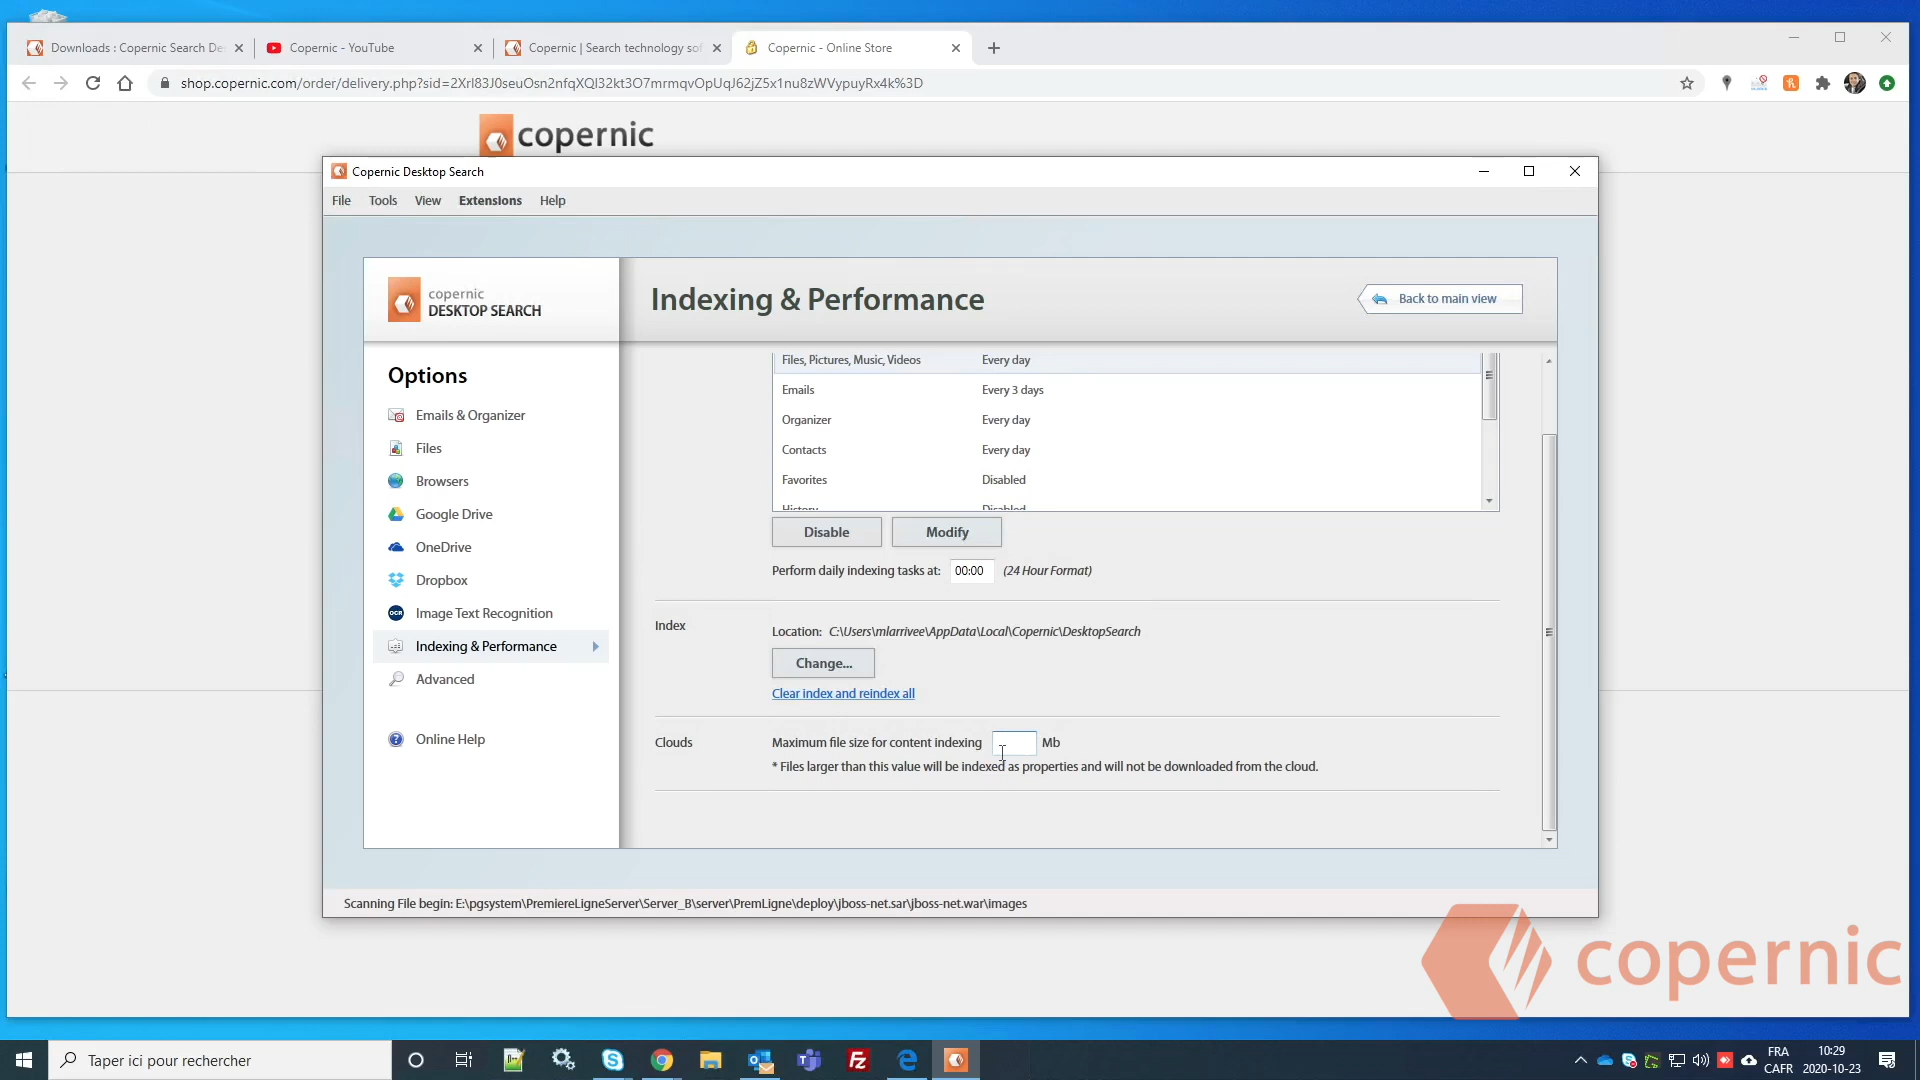 Downloads : Copernic Search De
Copernic - YouTube
Copernic | Search technology sof
Copernic - Online Store
shop.copernic.com/order/delivery.php?sid=2Xrl83J0seuOsn2nfqXQl32kt3O7mrmqvOpUqJ62jZ5x1nu8zWVypuyRx4k%3D
copernic
Copernic Desktop Search
File Tools View Extensions Help
copernic
DESKTOP SEARCH
Indexing & Performance
Back to main view
Options
Emails & Organizer
Files
Browsers
Google Drive
OneDrive
Dropbox
OCR
Image Text Recognition
Indexing & Performance
Advanced
Online Help
Files, Pictures, Music, Videos Every day
Emails Every 3 days
Organizer Every day
Contacts Every day
Favorites Disabled
History Disabled
Disable Modify
Perform daily indexing tasks at: 00:00 (24 Hour Format)
Index
Location: C:\Users\mlarrivee\AppData\Local\Copernic\DesktopSearch
Change...
Clear index and reindex all
Clouds
Maximum file size for content indexing Mb
* Files larger than this value will be indexed as properties and will not be downloaded from the cloud.
Scanning File begin: E:\pgsystem\PremiereLigneServer\Server_B\server\PremLigne\deploy\jboss-net.sar\jboss-net.war\images
copernic
Taper ici pour rechercher
FRA
CAFR
10:29
2020-10-23